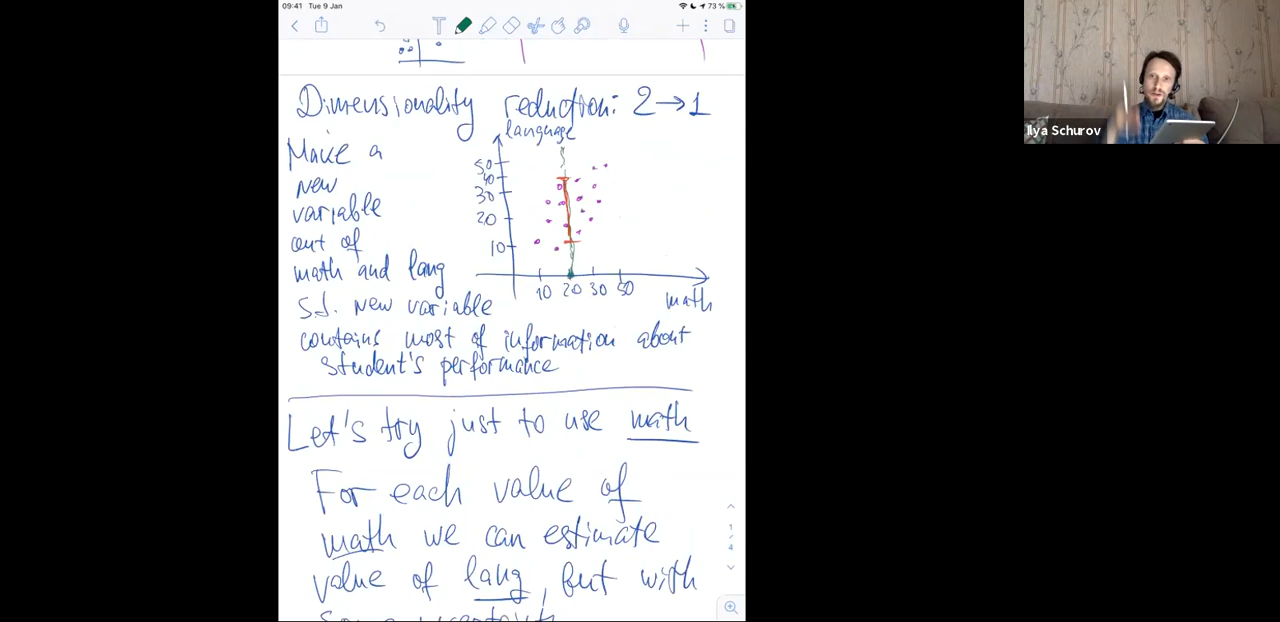 09:41 Tue 9 Jan
73 %
Dimensionality reduction: 2→1
language
Make a
new
variable
out of
math and lang
s.t. new variable
contains most of information about
student's performance
50
40
30
20
10
10 20 30 50
math
Let's try just to use math
For each value of
math we can estimate
value of lang, but with
1
4
Ilya Schurov